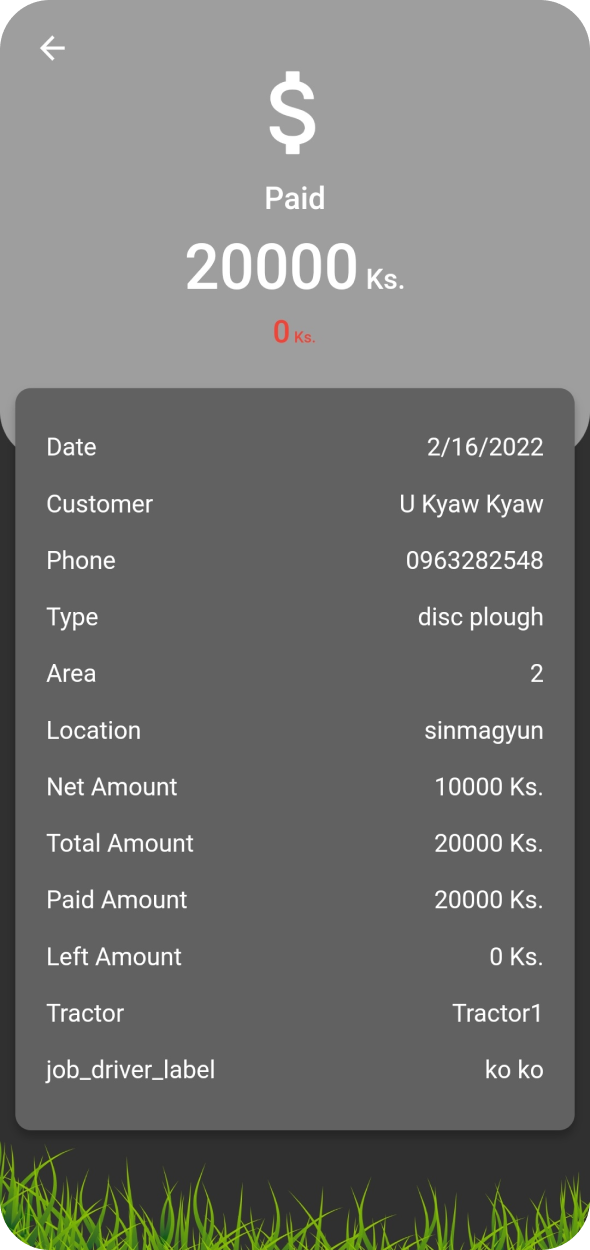 $
Paid
20000 Ks.
0 Ks.
Date 2/16/2022
Customer U Kyaw Kyaw
Phone 0963282548
Type disc plough
Area 2
Location sinmagyun
Net Amount 10000 Ks.
Total Amount 20000 Ks.
Paid Amount 20000 Ks.
Left Amount 0 Ks.
Tractor Tractor1
job_driver_label ko ko